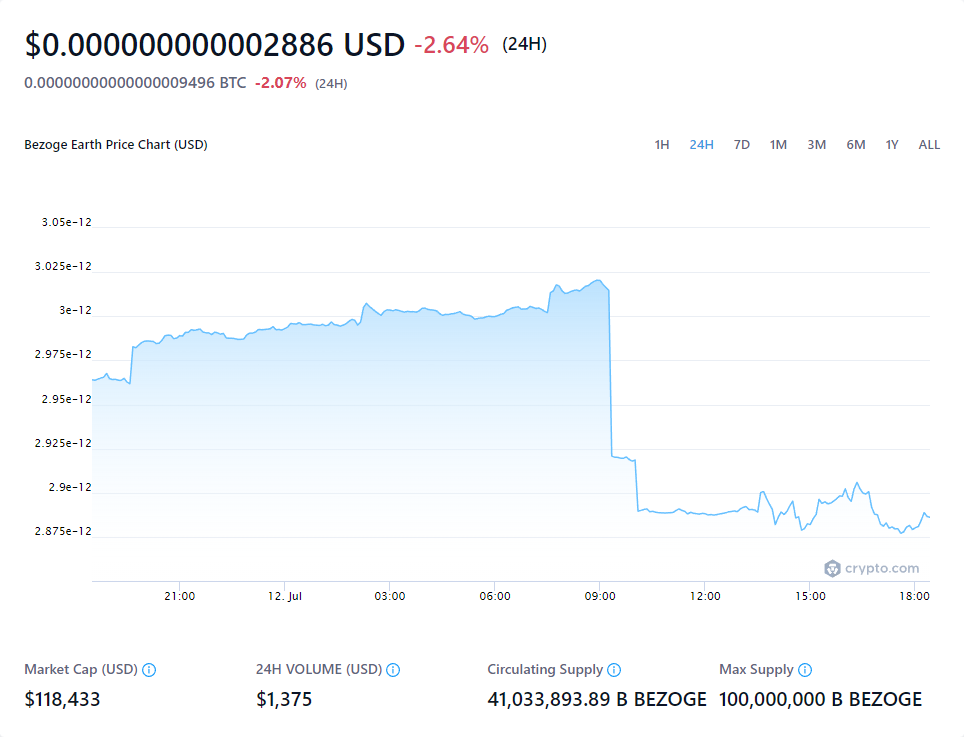 $0.000000000002886 USD -2.64% (24H)
0.00000000000000009496 BTC -2.07% (24H)
Bezoge Earth Price Chart (USD) 1H 24H 7D 1M 3M 6M 1Y ALL
3.05e-12
3.025e-12
3e-12
2.975e-12
2.95e-12
2.925e-12
2.9e-12
2.875e-12
crypto.com
21:00 12. Jul 03:00 06:00 09:00 12:00 15:00 18:00
Market Cap (USD) 24H VOLUME (USD) Circulating Supply Max Supply
$118,433 $1,375 41,033,893.89 B BEZOGE 100,000,000 B BEZOGE